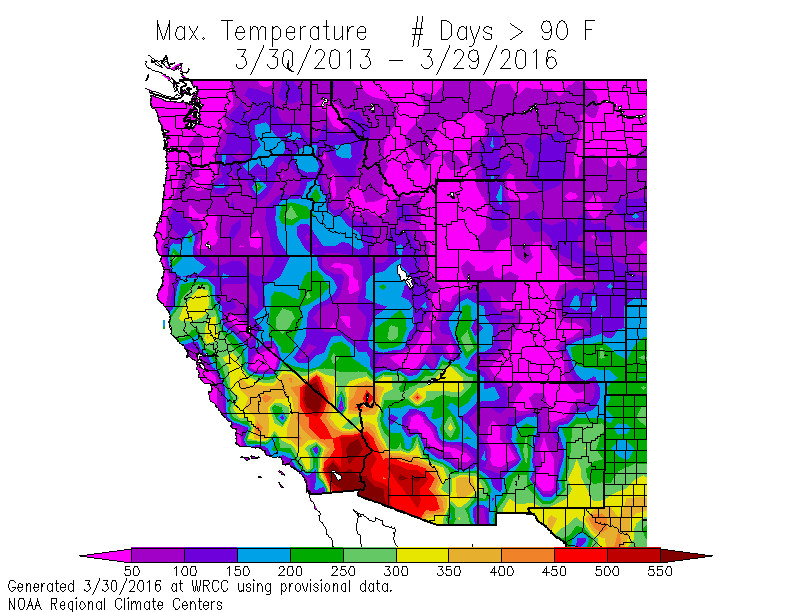 Max. Temperature # Days > 90 F
3/30/2013 - 3/29/2016
50 100 150 200 250 300 350 400 450 500 550
Generated 3/30/2016 at WRCC using provisional data.
NOAA Regional Climate Centers